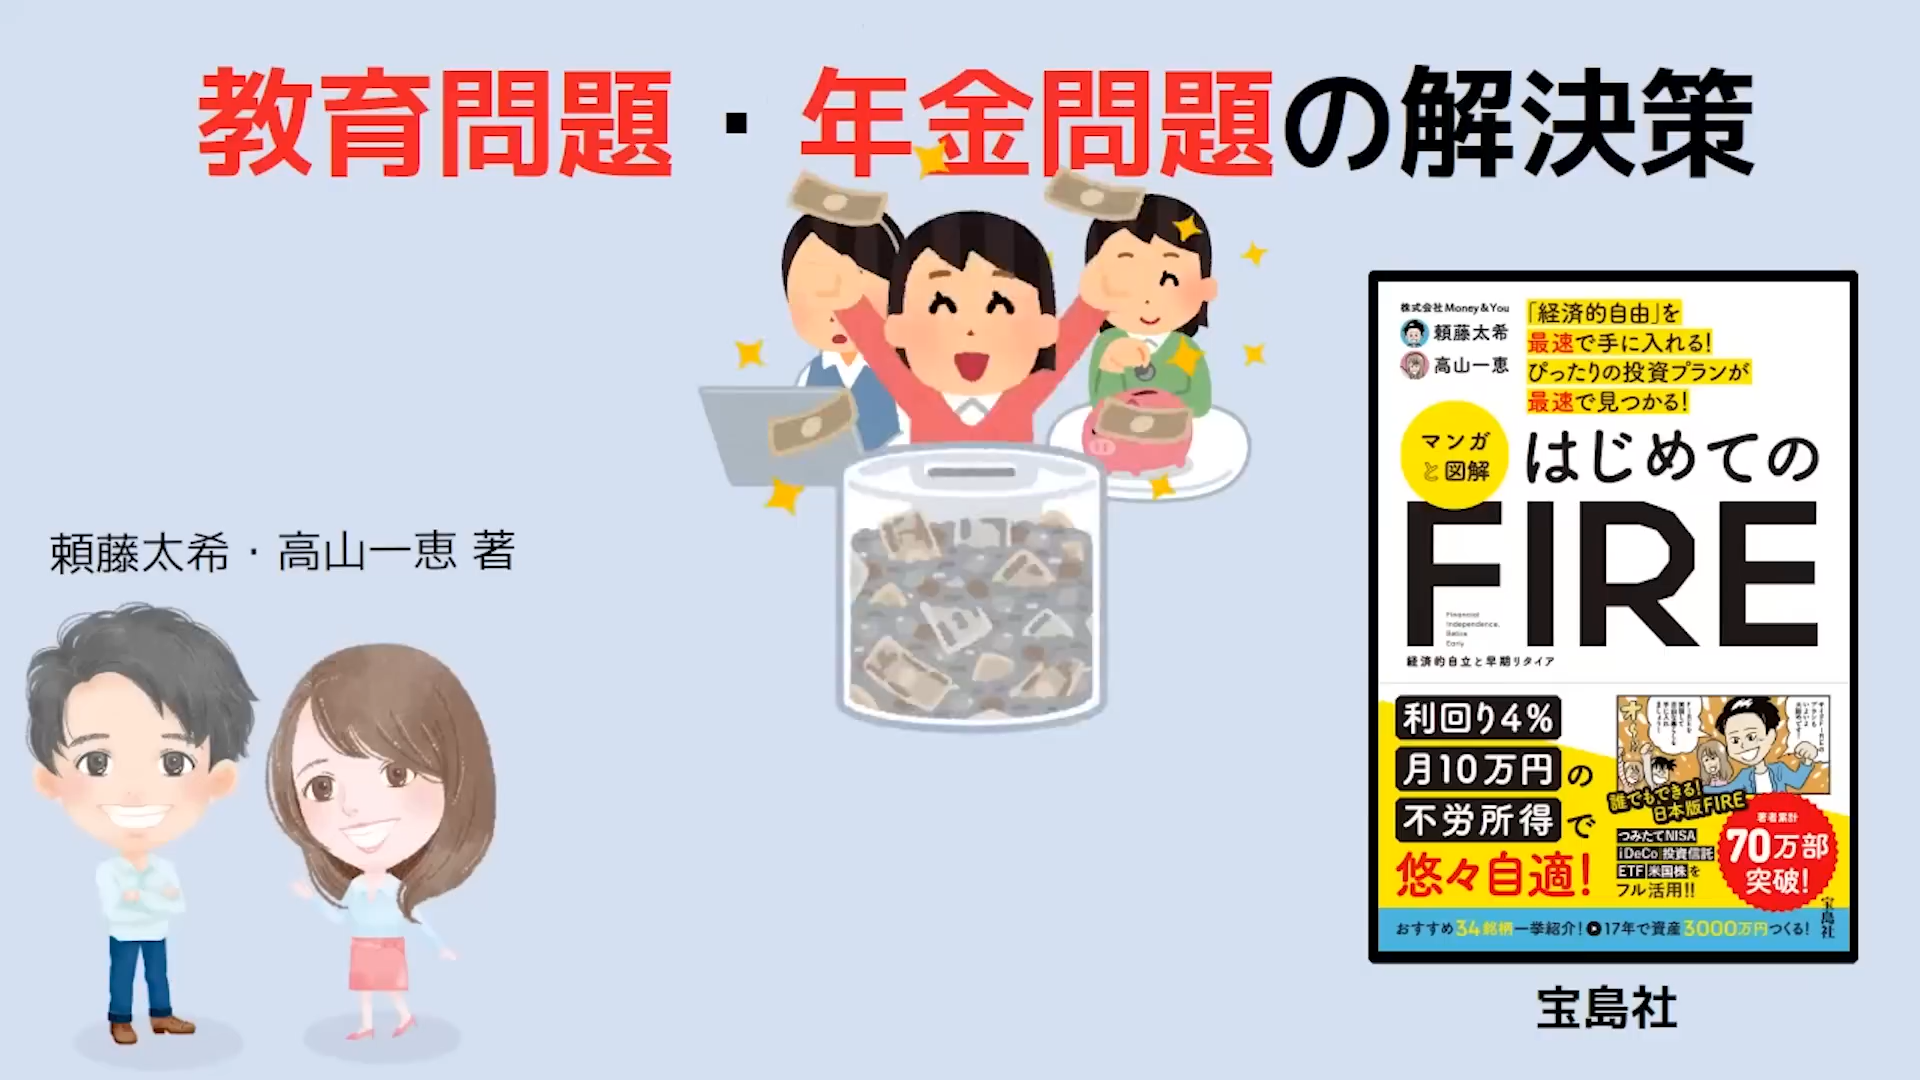 教育問題・年金問題の解決策
頼藤太希・高山一恵 著
株式会社Money&You
頼藤太希
高山一恵
「経済的自由」を
最速で手に入れる!
ぴったりの投資プランが
最速で見つかる!
マンガ
と図解
はじめての
FIRE
Financial
Independence,
Retire
Early
経済的自立と早期リタイア
利回り4%
月10万円の
不労所得で
悠々自適!
誰でもできる!
日本版FIRE
つみたてNISA
iDeCo 投資信託
ETF 米国株を
フル活用!!
著者累計
70万部
突破!
おすすめ34銘柄一挙紹介! 17年で資産3000万円つくる!
宝島社
宝島社